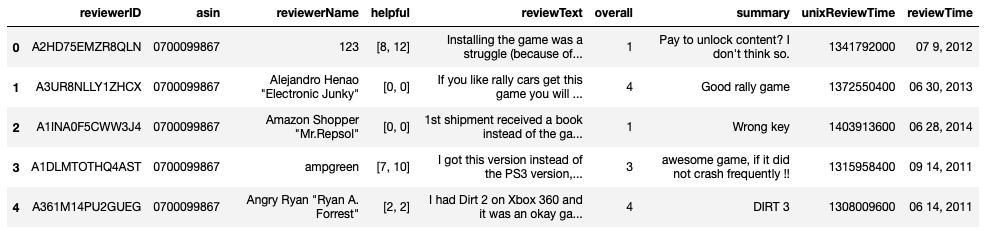 reviewerID asin reviewerName helpful reviewText overall summary unixReviewTime reviewTime
0 A2HD75EMZR8QLN 0700099867 123 [8, 12] Installing the game was a struggle (because of... 1 Pay to unlock content? I don't think so. 1341792000 07 9, 2012
1 A3UR8NLLY1ZHCX 0700099867 Alejandro Henao "Electronic Junky" [0, 0] If you like rally cars get this game you will ... 4 Good rally game 1372550400 06 30, 2013
2 A1INA0F5CWW3J4 0700099867 Amazon Shopper "Mr.Repsol" [0, 0] 1st shipment received a book instead of the ga... 1 Wrong key 1403913600 06 28, 2014
3 A1DLMTOTHQ4AST 0700099867 ampgreen [7, 10] I got this version instead of the PS3 version,... 3 awesome game, if it did not crash frequently !! 1315958400 09 14, 2011
4 A361M14PU2GUEG 0700099867 Angry Ryan "Ryan A. Forrest" [2, 2] I had Dirt 2 on Xbox 360 and it was an okay ga... 4 DIRT 3 1308009600 06 14, 2011